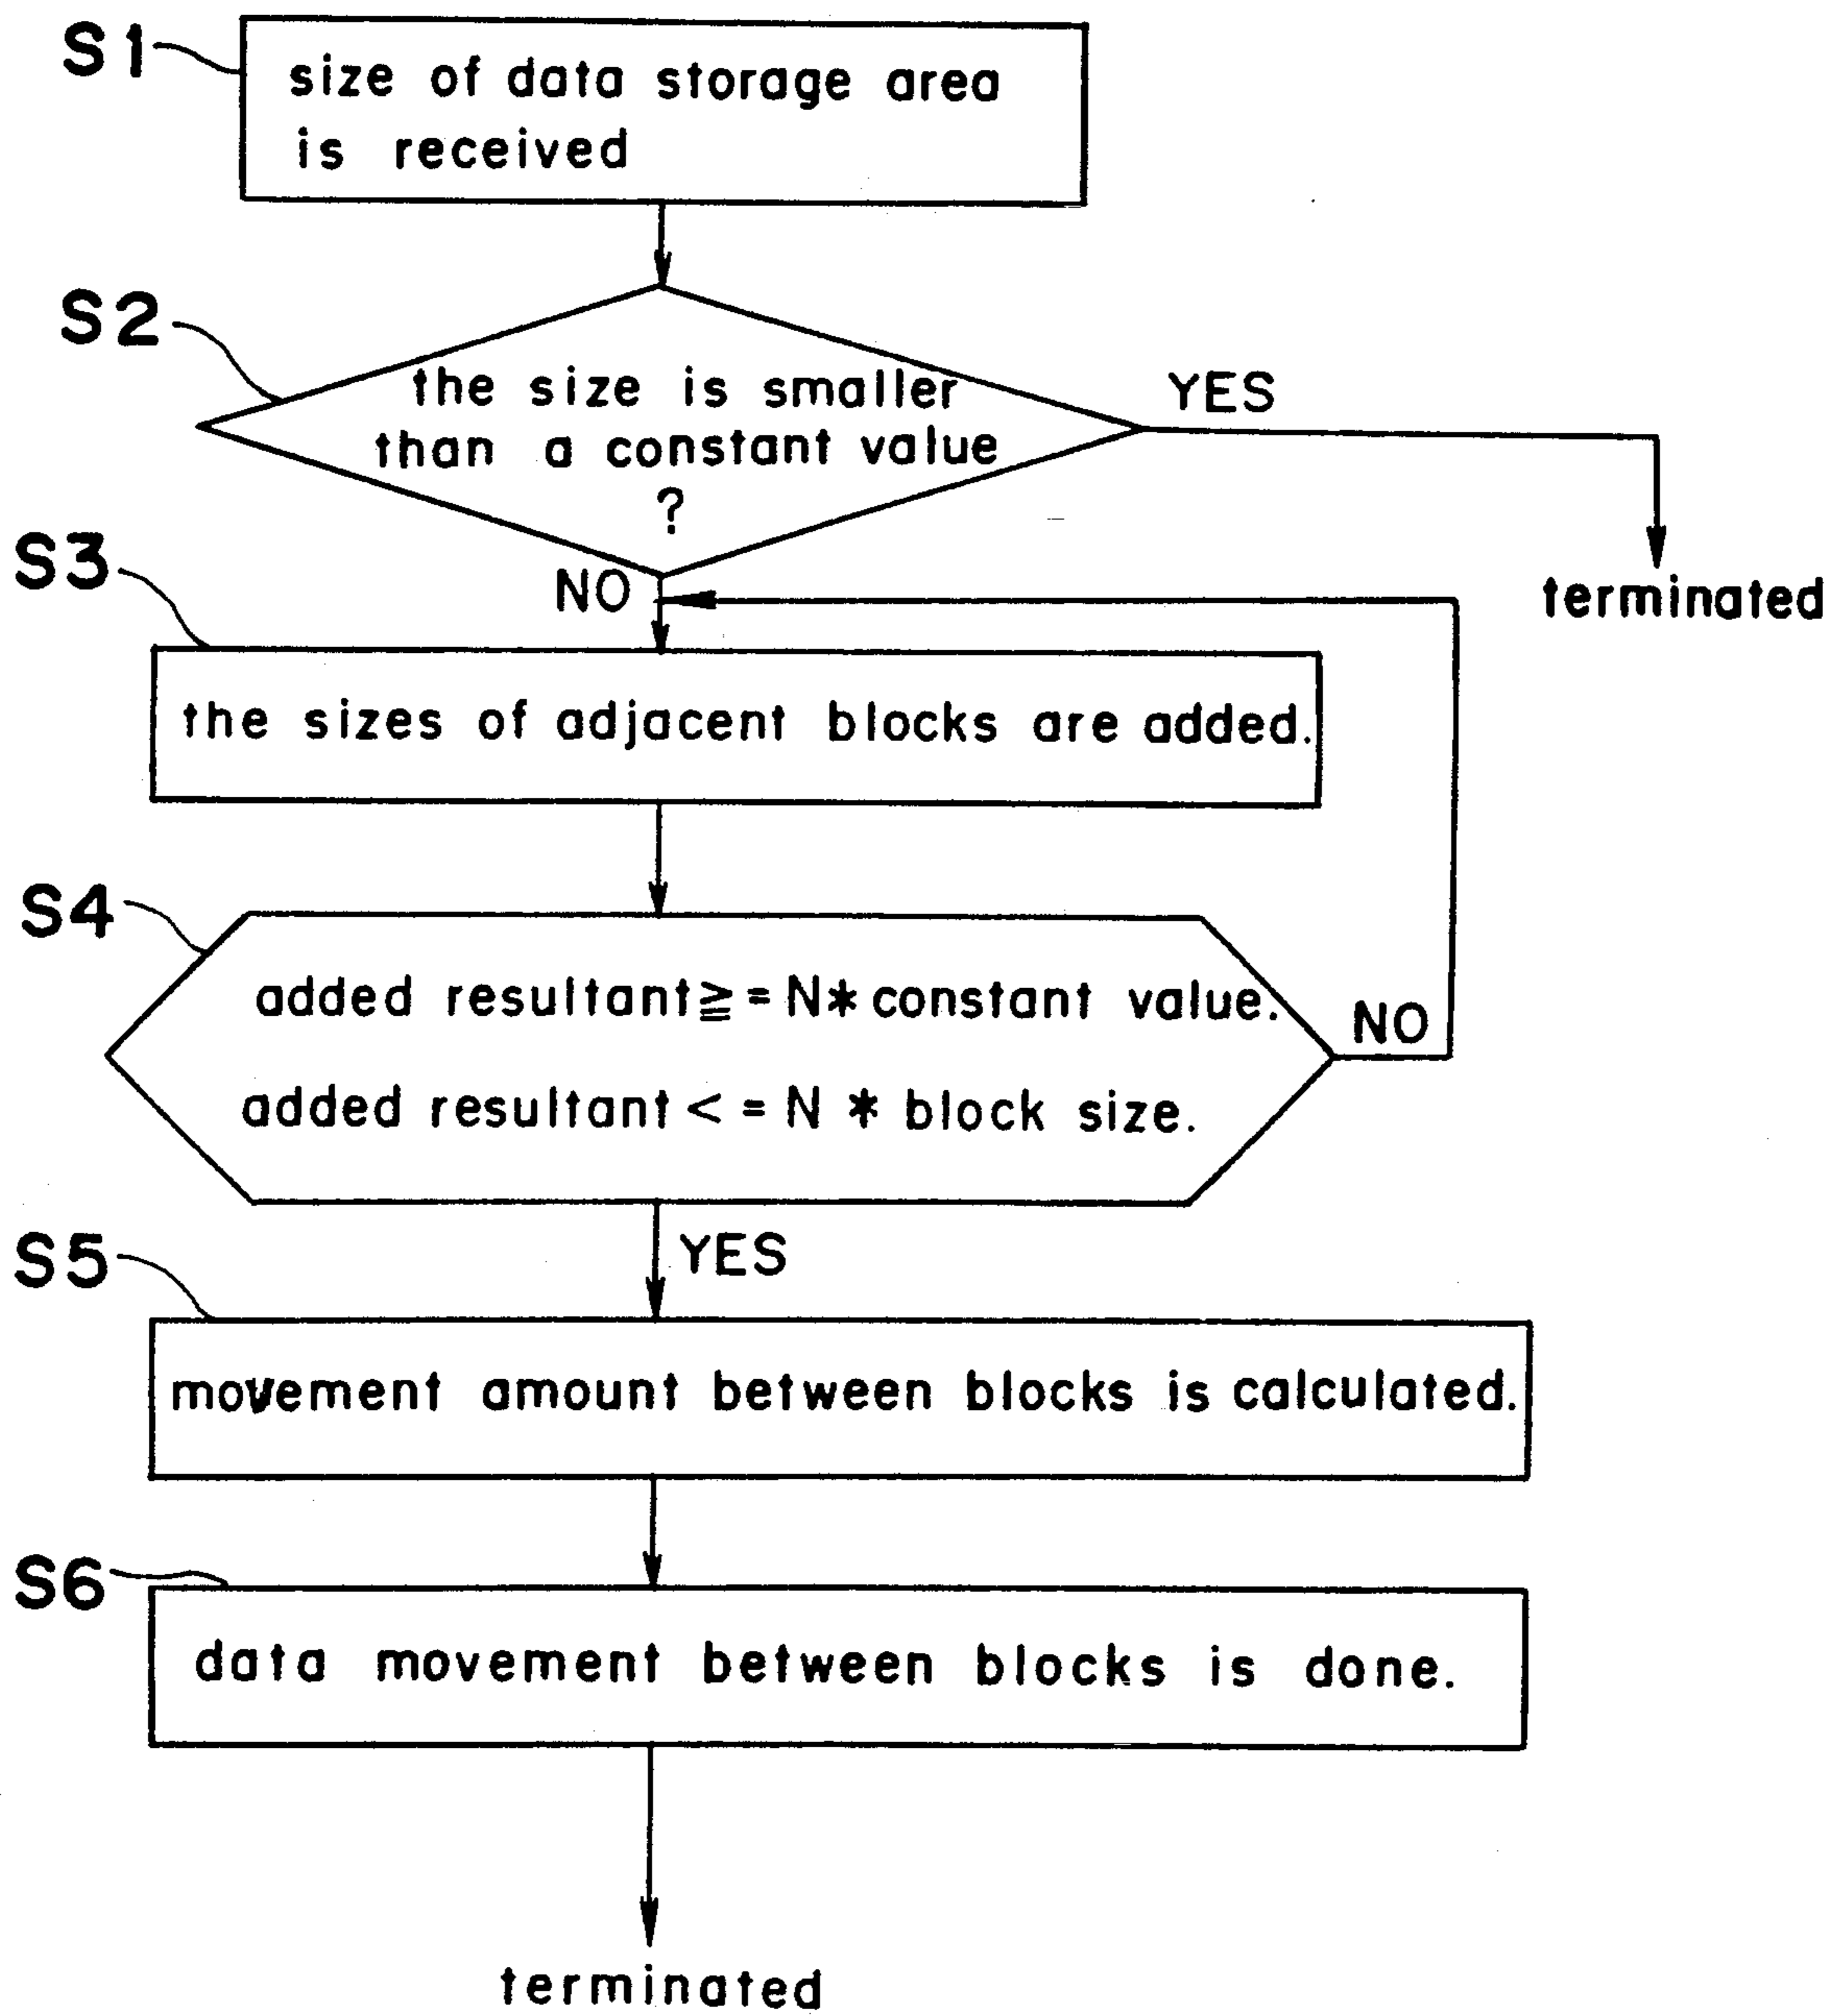 S1
size of data storage area
is received
S2
the size is smaller
than a constant value
?
YES
terminated
S3
NO
the sizes of adjacent blocks are added.
S4
added resultant ≧ = N * constant value.
added resultant < = N * block size.
NO
YES
S5
movement amount between blocks is calculated.
S6
data movement between blocks is done.
terminated